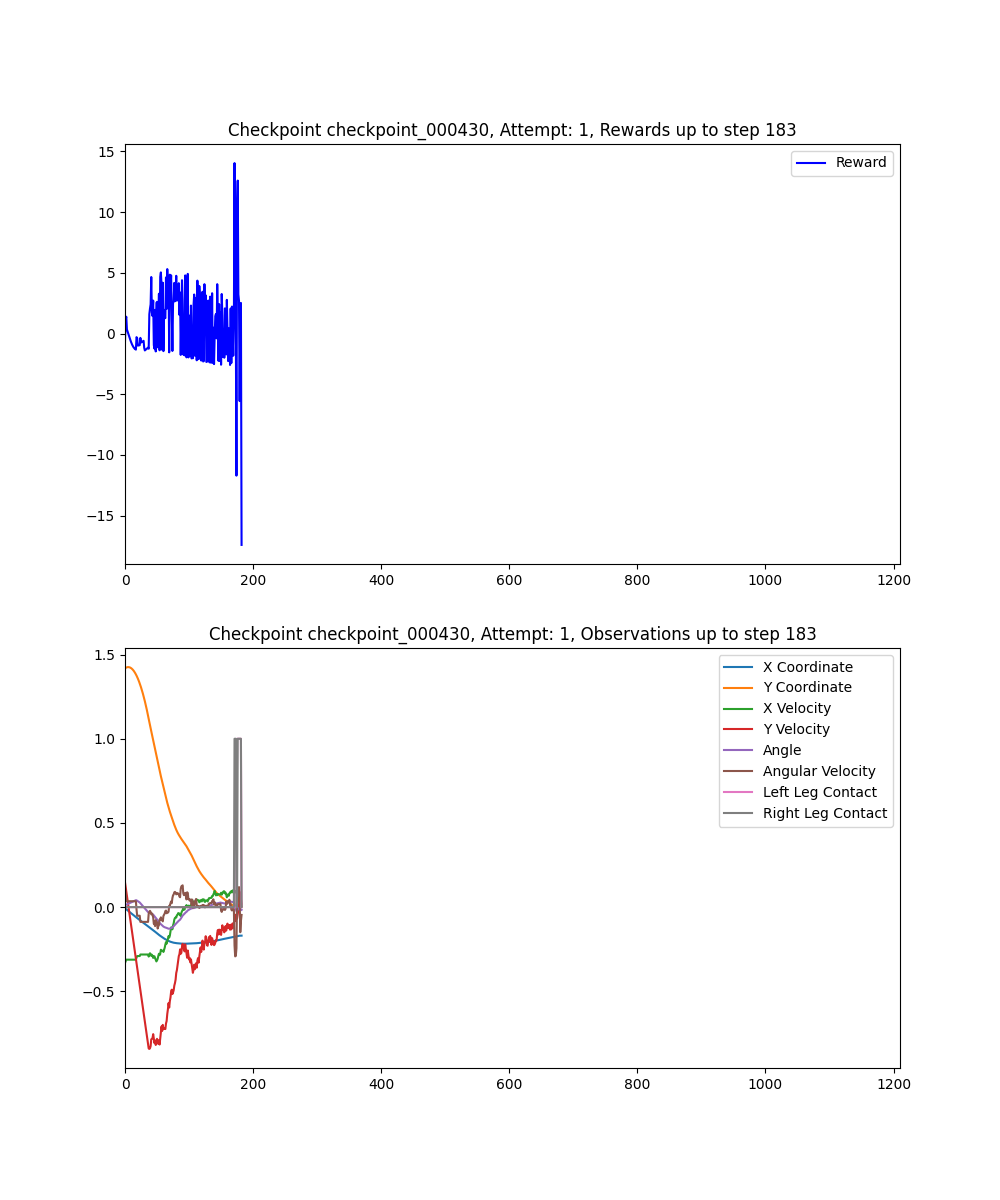 Checkpoint checkpoint_000430, Attempt: 1, Rewards up to step 183
15
10
5
0
−5
−10
−15
Reward
0 200 400 600 800 1000 1200
Checkpoint checkpoint_000430, Attempt: 1, Observations up to step 183
1.5
1.0
0.5
0.0
−0.5
X Coordinate
Y Coordinate
X Velocity
Y Velocity
Angle
Angular Velocity
Left Leg Contact
Right Leg Contact
0 200 400 600 800 1000 1200